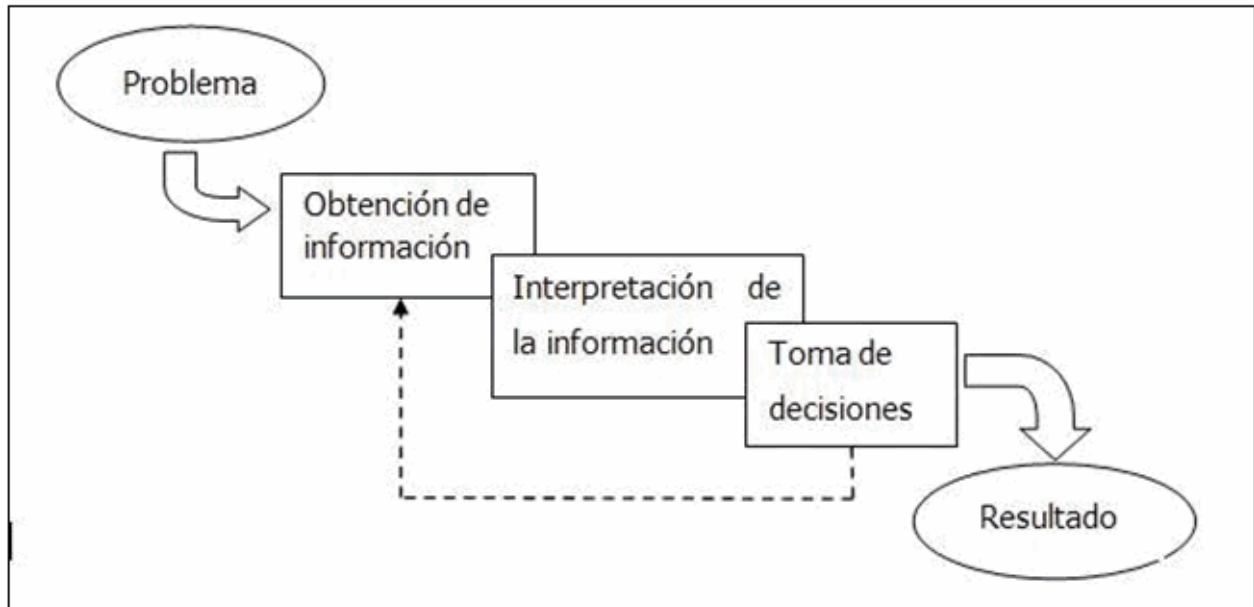 Problema
Obtención de
información
Interpretación de
la información
Toma de
decisiones
Resultado